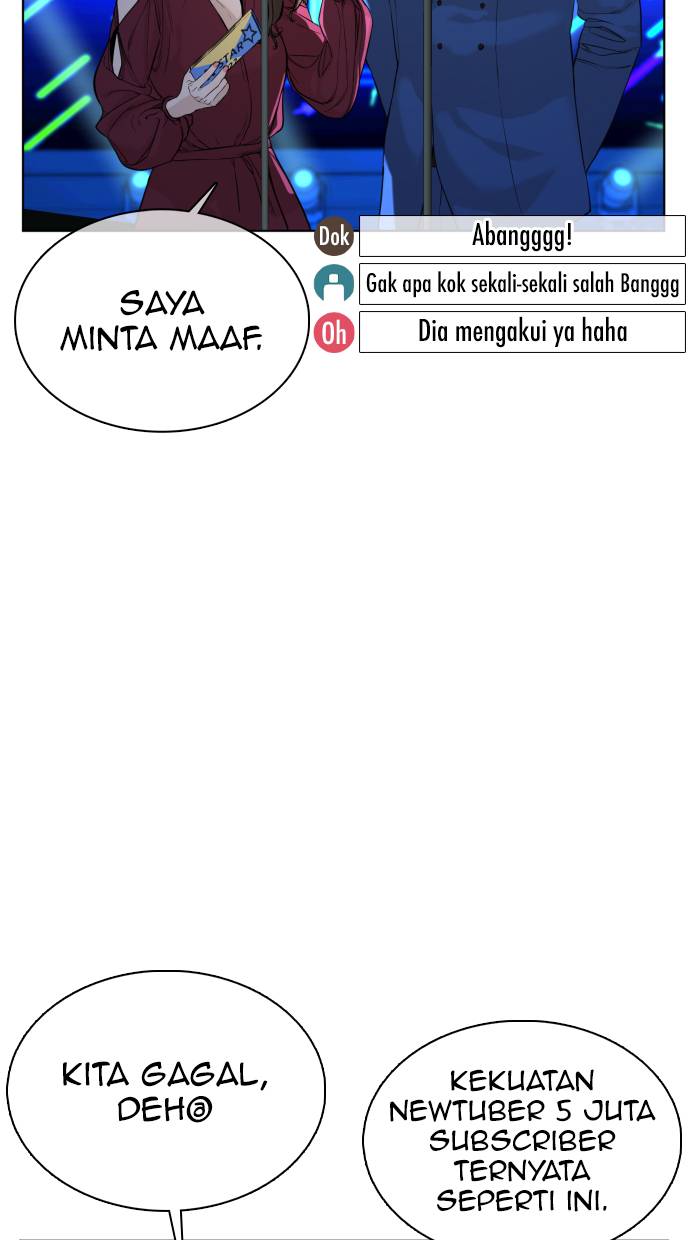 STAR
Dok
Abangggg!
Gak apa kok sekali-sekali salah Banggg
Oh
Dia mengakui ya haha
SAYA
MINTA MAAF.
KITA GAGAL,
DEH@
KEKUATAN
NEWTUBER 5 JUTA
SUBSCRIBER
TERNYATA
SEPERTI INI.